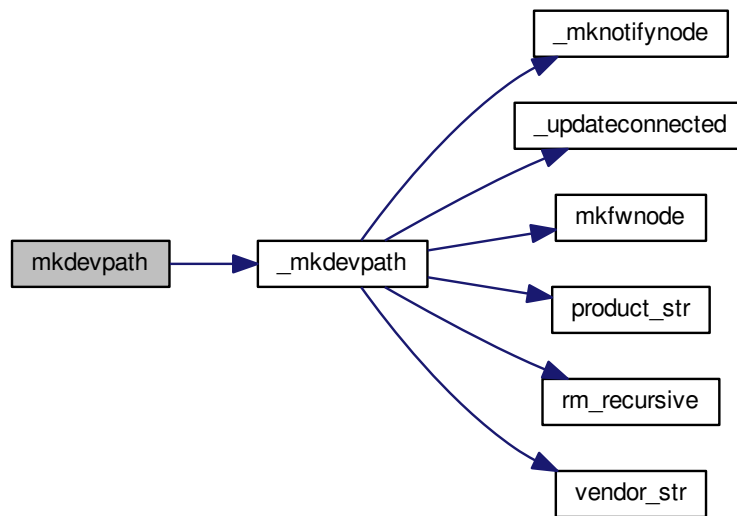 mkdevpath
_mkdevpath
_mknotifynode
_updateconnected
mkfwnode
product_str
rm_recursive
vendor_str